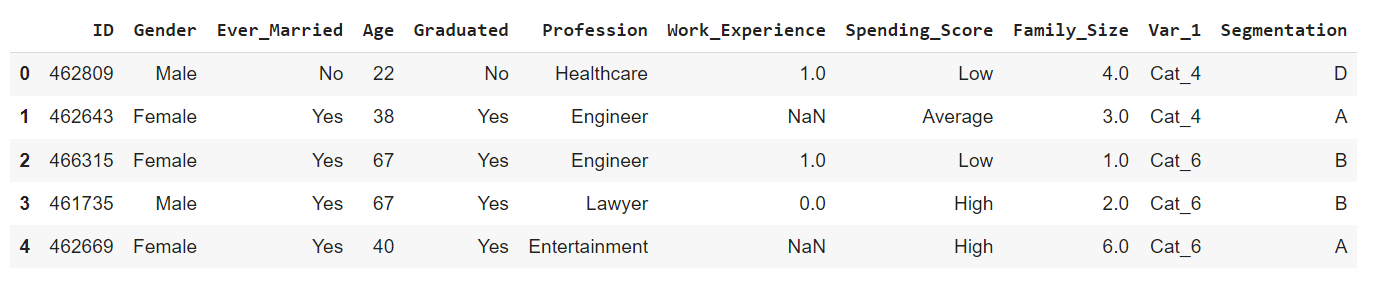 ID Gender Ever_Married Age Graduated Profession Work_Experience Spending_Score Family_Size Var_1 Segmentation
0 462809 Male No 22 No Healthcare 1.0 Low 4.0 Cat_4 D
1 462643 Female Yes 38 Yes Engineer NaN Average 3.0 Cat_4 A
2 466315 Female Yes 67 Yes Engineer 1.0 Low 1.0 Cat_6 B
3 461735 Male Yes 67 Yes Lawyer 0.0 High 2.0 Cat_6 B
4 462669 Female Yes 40 Yes Entertainment NaN High 6.0 Cat_6 A